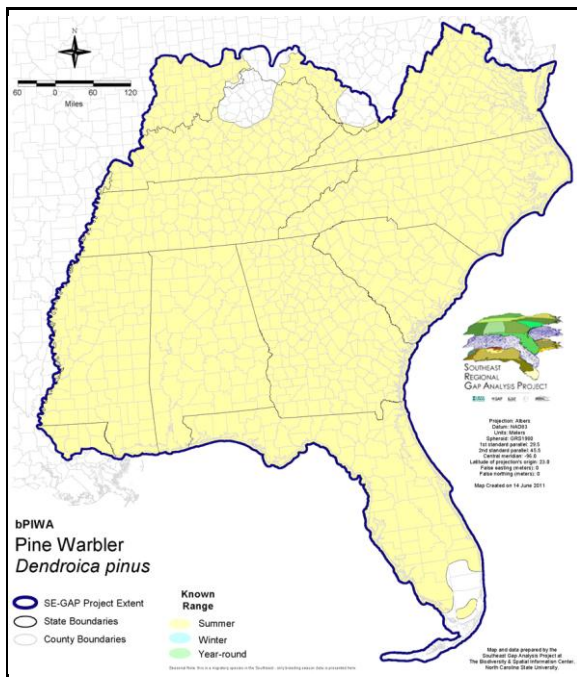 N
60 30 0 60 120
Miles
SOUTHEAST
REGIONAL
GAP ANALYSIS PROJECT
Projection: Albers
Datum: NAD83
Units: Meters
Spheroid: GRS1980
1st standard parallel: 29.5
2nd standard parallel: 45.5
Central meridian: -96.0
Latitude of projection's origin: 23.0
False easting (meters): 0
False northing (meters): 0
Map Created on 14 June 2011
bPIWA
Pine Warbler
Dendroica pinus
SE-GAP Project Extent
State Boundaries
County Boundaries
Known
Range
Summer
Winter
Year-round
Map and data prepared by the
Southeast Gap Analysis Project at
The Biodiversity & Spatial Information Center,
North Carolina State University.